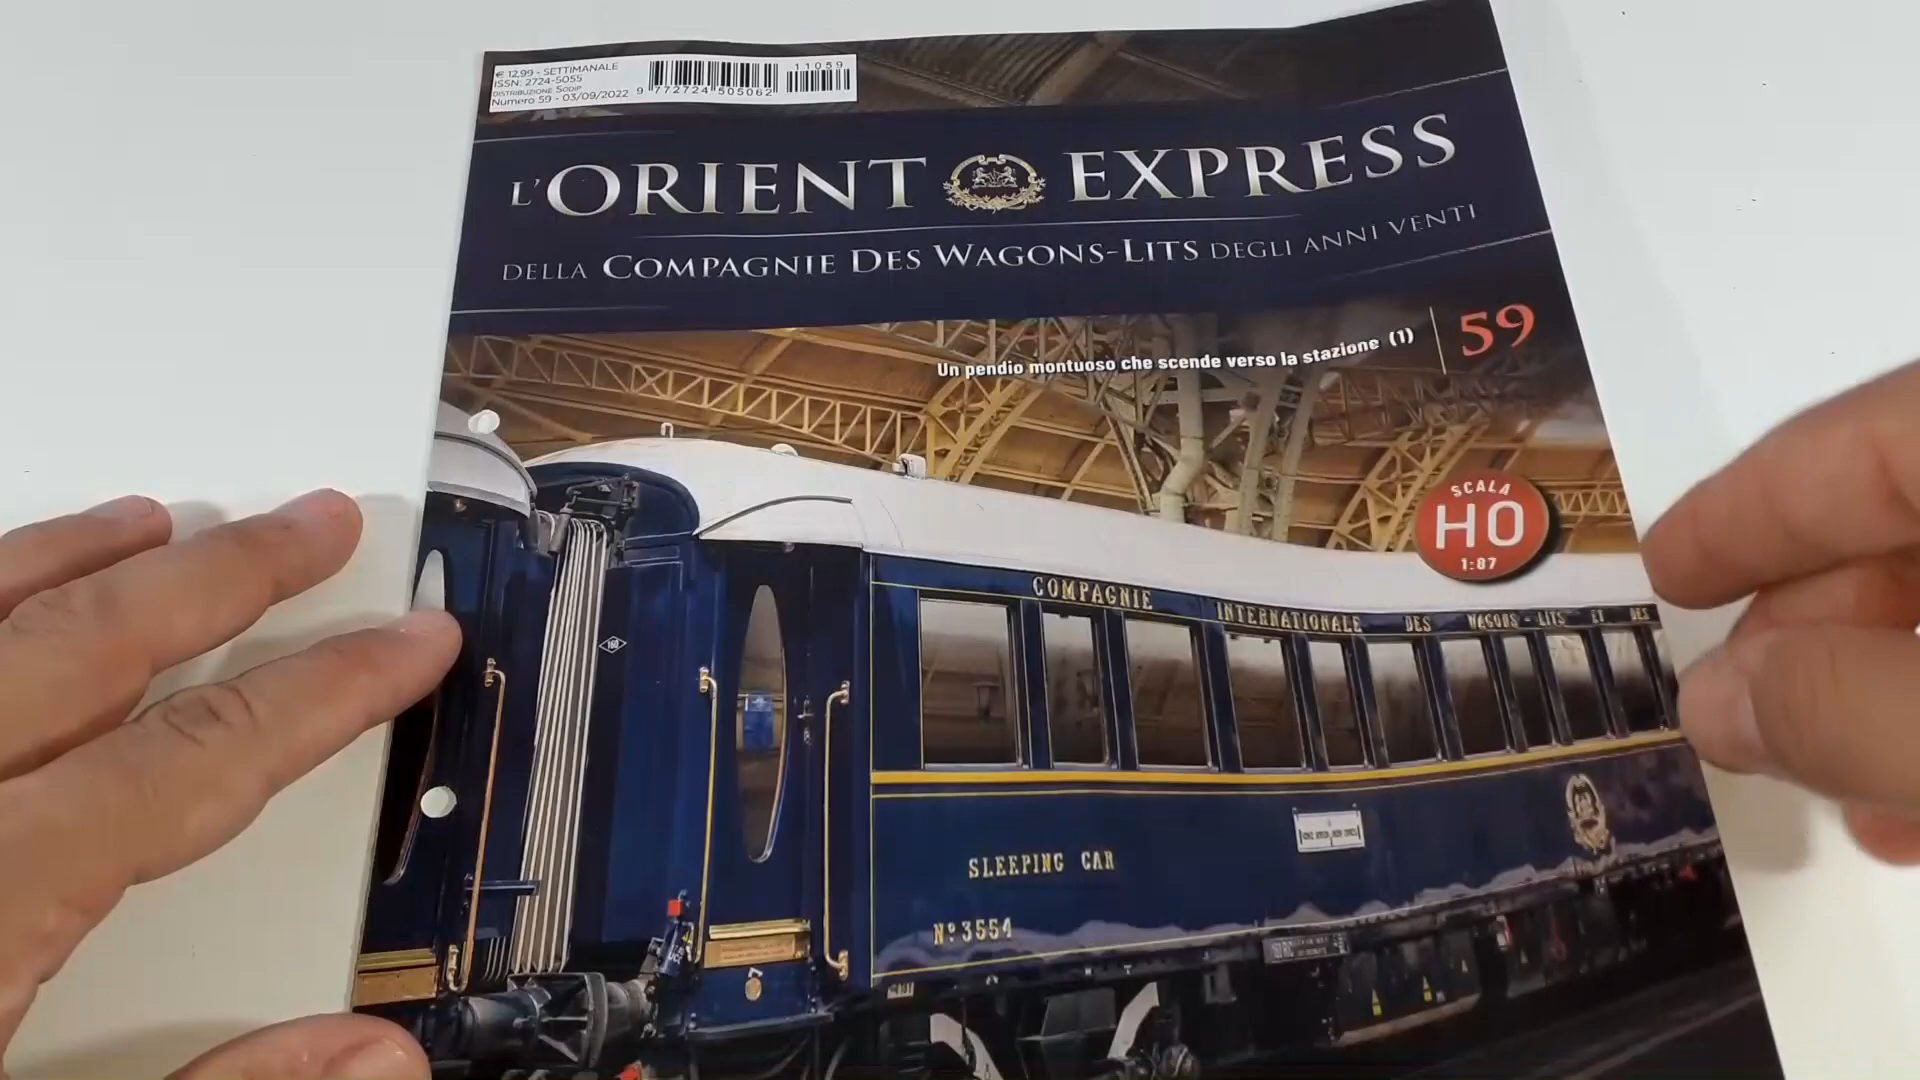 € 12,99 - SETTIMANALE
ISSN: 2724-5055
DISTRIBUZIONE SODIP
Numero 59 - 03/09/2022
11059
9 772724 505062
L'ORIENT EXPRESS
DELLA COMPAGNIE DES WAGONS-LITS DEGLI ANNI VENTI
Un pendio montuoso che scende verso la stazione (1)
59
SCALA
HO
1:87
COMPAGNIE INTERNATIONALE DES WAGONS-LITS ET DES
160
SLEEPING CAR
Nº 3554